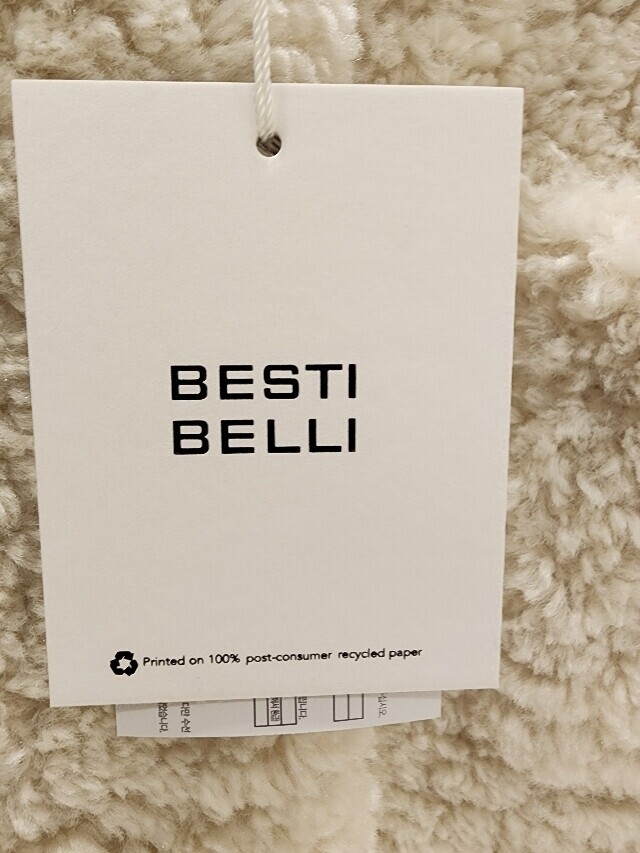 BESTI
BELLI
Printed on 100% post-consumer recycled paper